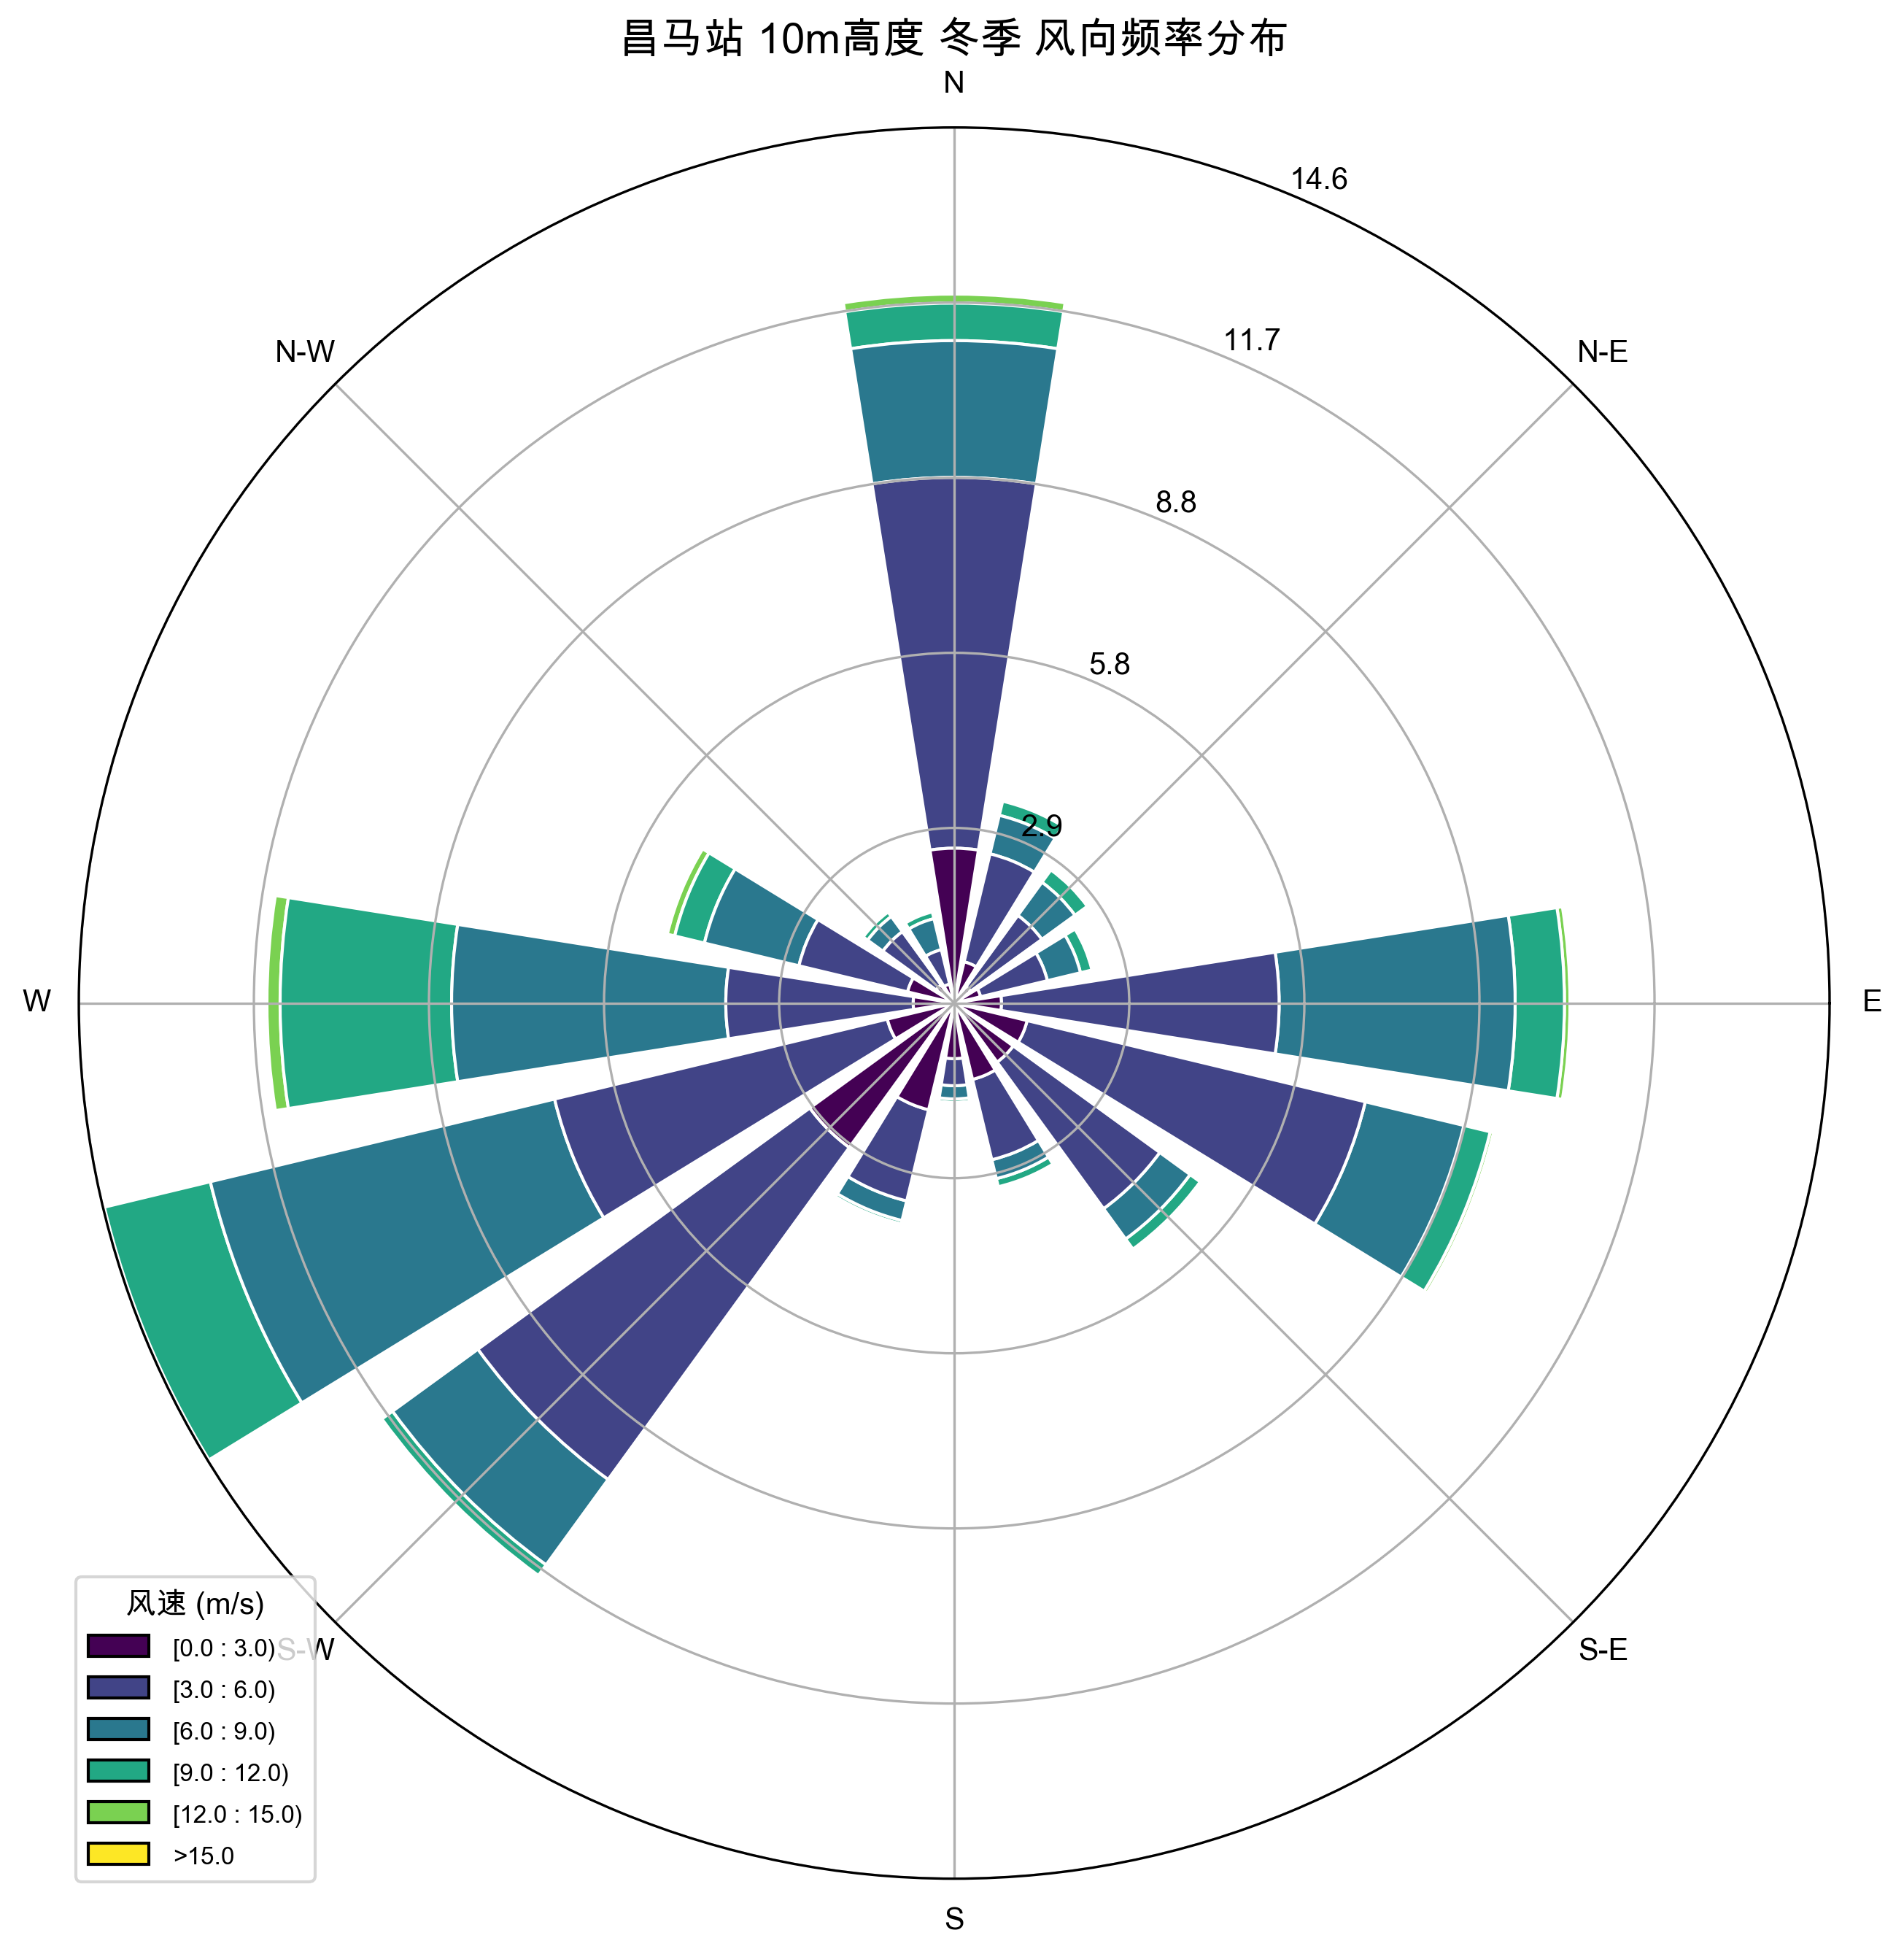 昌马站 10m高度 冬季 风向频率分布
N
14.6
N-W
11.7
N-E
8.8
5.8
2.9
W
E
风速 (m/s)
[0.0 : 3.0)
S-W
S-E
[3.0 : 6.0)
[6.0 : 9.0)
[9.0 : 12.0)
[12.0 : 15.0)
>15.0
S